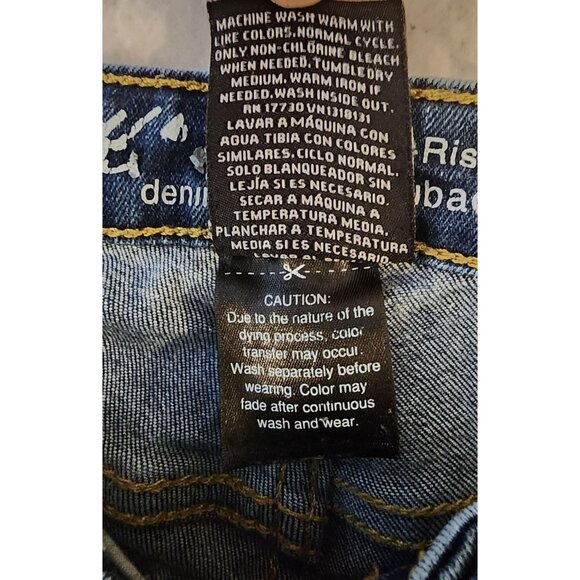 MACHINE WASH WARM WITH
LIKE COLORS. NORMAL CYCLE.
ONLY NON-CHLORINE BLEACH
WHEN NEEDED. TUMBLE DRY
MEDIUM. WARM IRON IF
NEEDED. WASH INSIDE OUT.
RN 17730 VN1318131
LAVAR A MÁQUINA CON
AGUA TIBIA CON COLORES
SIMILARES. CICLO NORMAL.
SOLO BLANQUEADOR SIN
LEJÍA SI ES NECESARIO.
SECAR A MÁQUINA A
TEMPERATURA MEDIA.
PLANCHAR A TEMPERATURA
MEDIA SI ES NECESARIO.
Ris
deni
CAUTION:
Due to the nature of the
dying process, color
transfer may occur.
Wash separately before
wearing. Color may
fade after continuous
wash and wear.